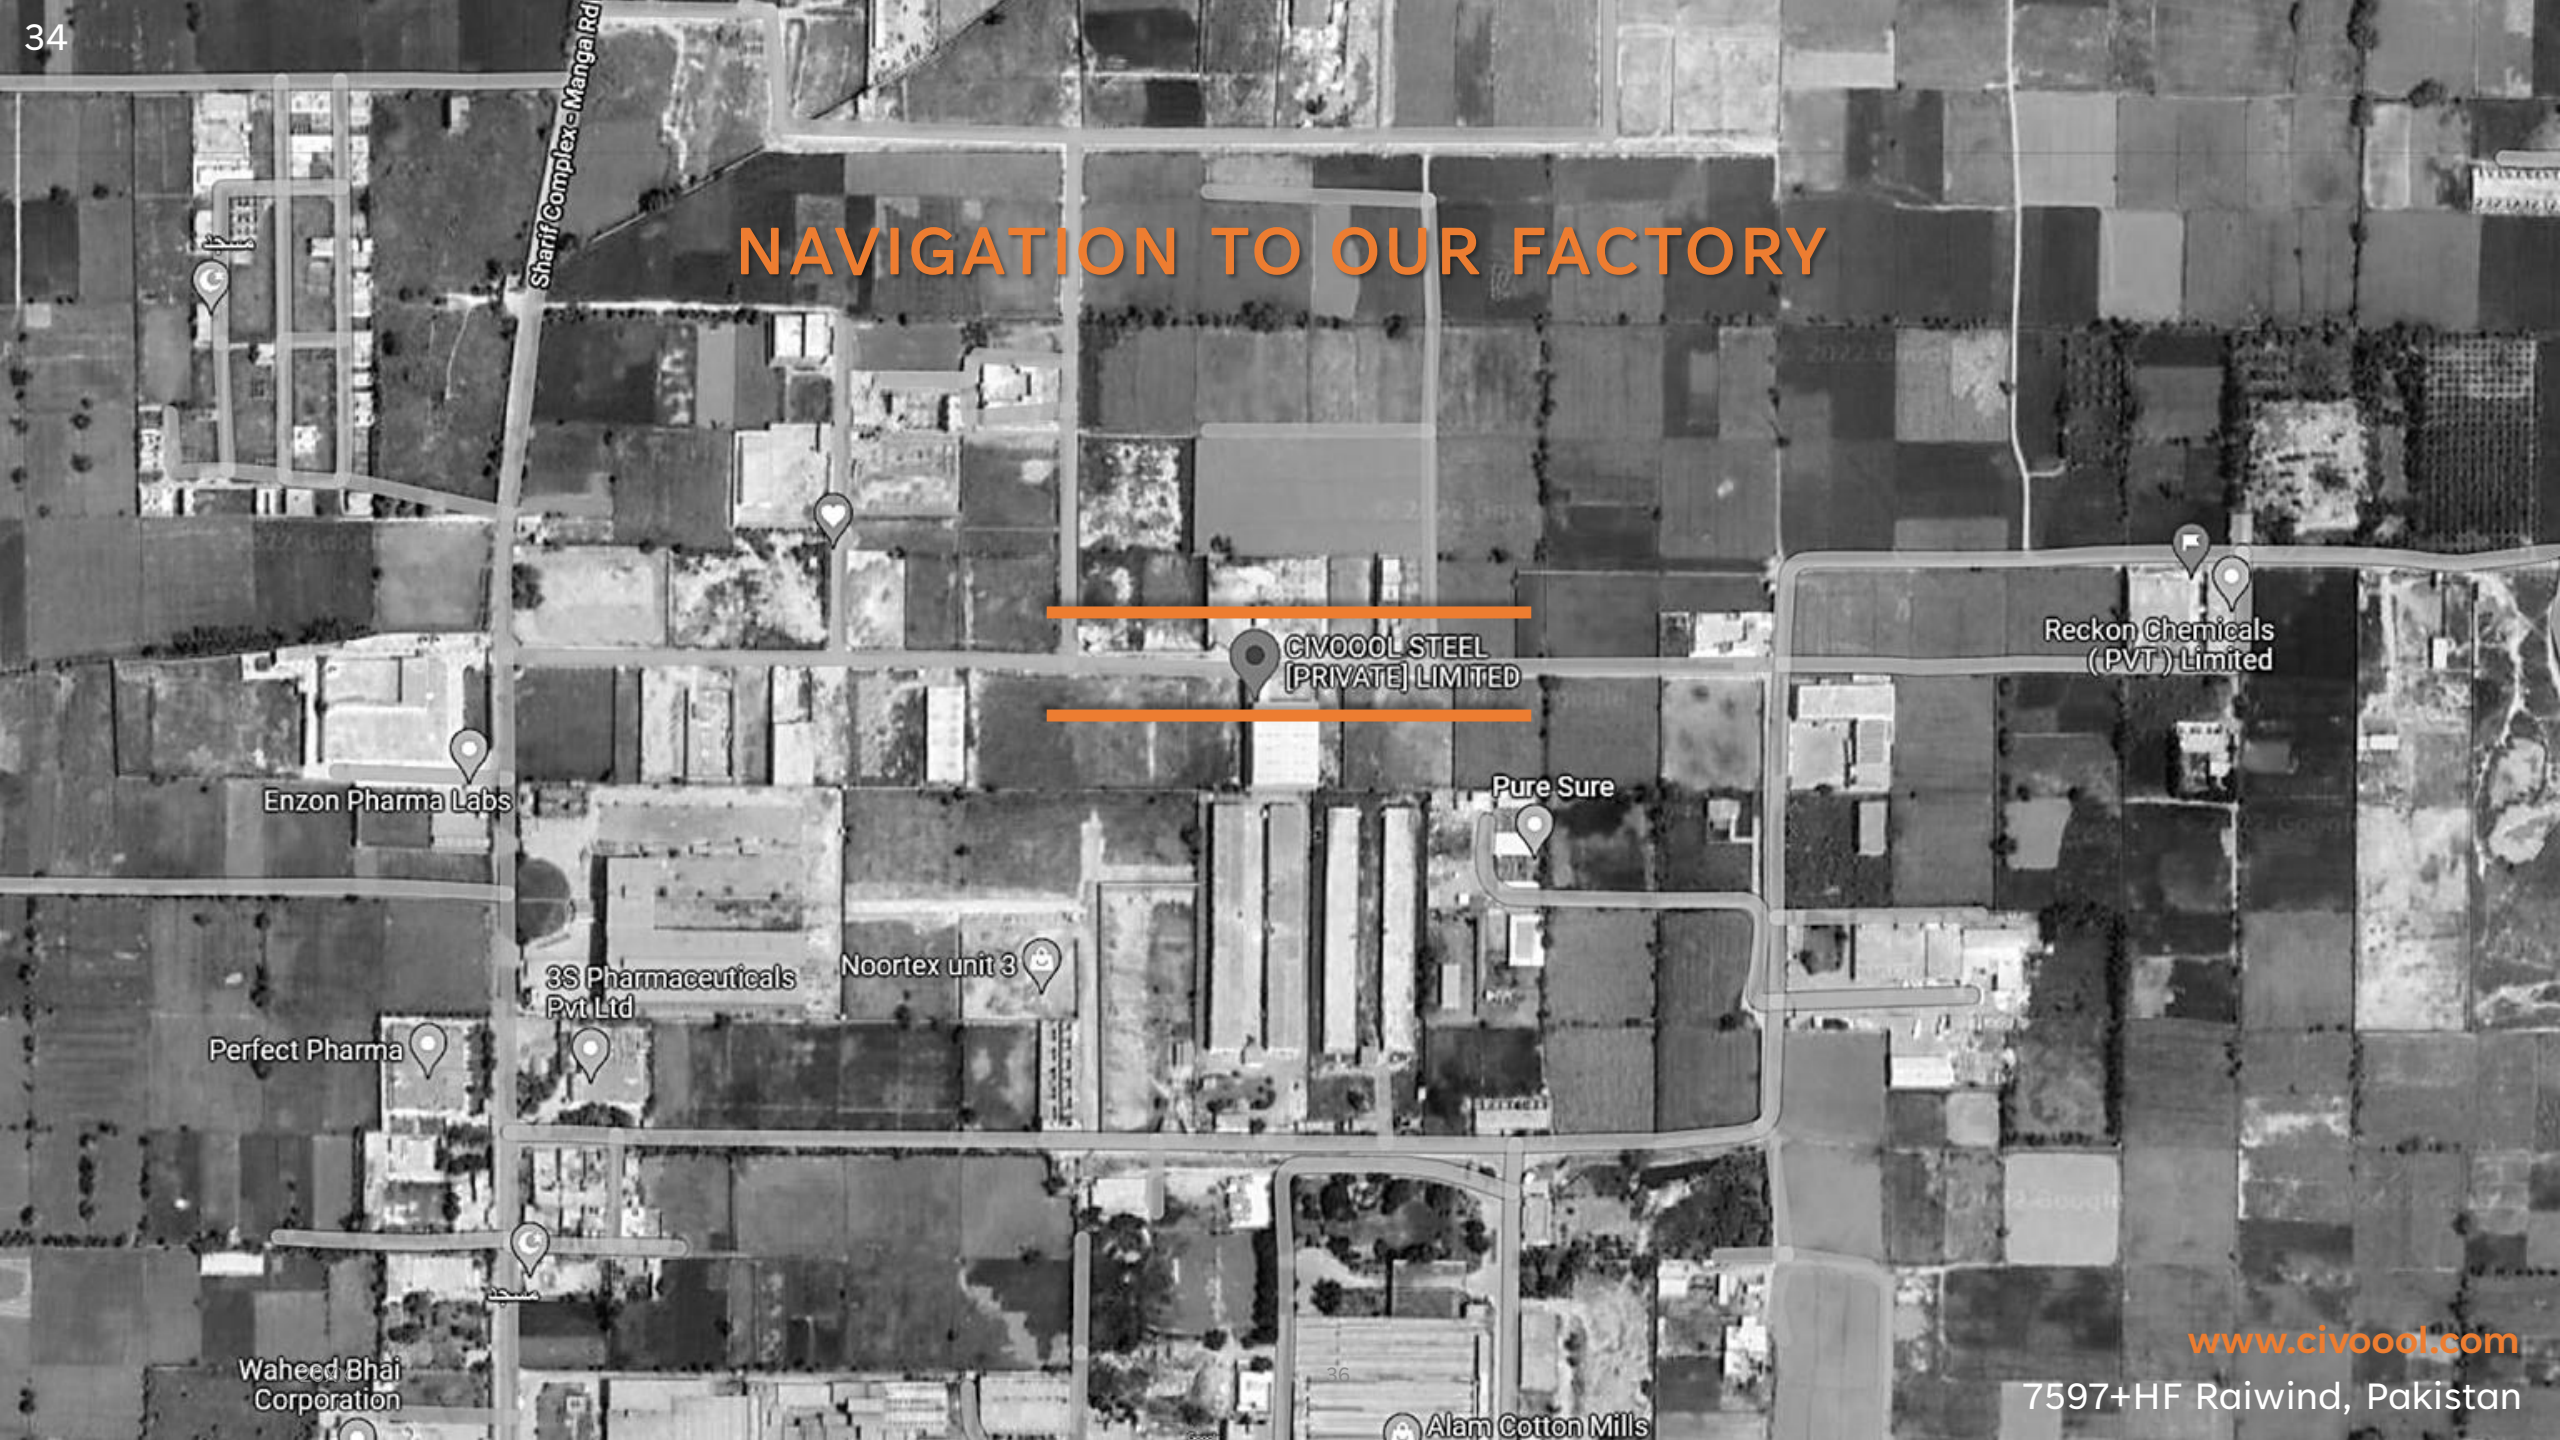 34
Sharif Complex - Manga Rd
مسجد
NAVIGATION TO OUR FACTORY
CIVOOOL STEEL
[PRIVATE] LIMITED
Reckon Chemicals
( PVT ) Limited
Enzon Pharma Labs
Pure Sure
Noortex unit 3
3S Pharmaceuticals
Pvt Ltd
Perfect Pharma
مسجد
Waheed Bhai
Corporation
36
Alam Cotton Mills
www.civoool.com
7597+HF Raiwind, Pakistan